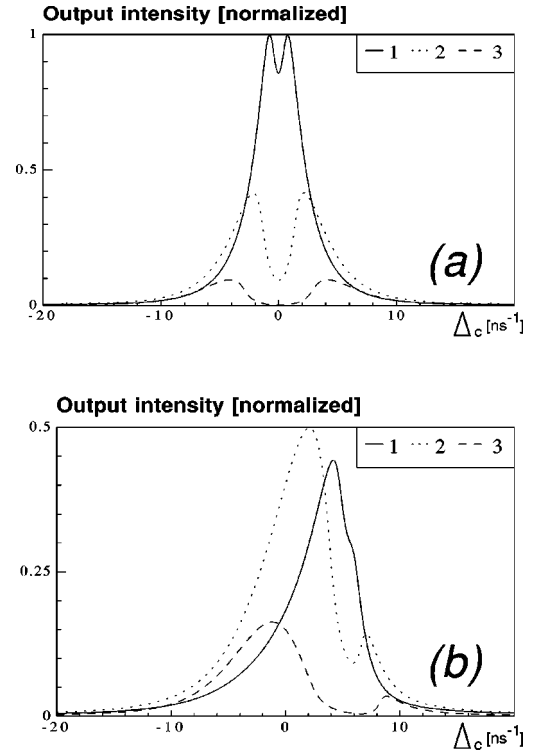 Output intensity [normalized]
1
1 2 3
0.5
(a)
0
-20 -10 0 10
Δc [ns-1]
Output intensity [normalized]
0.5
1 2 3
0.25
(b)
0
-20 -10 0 10
Δc [ns-1]